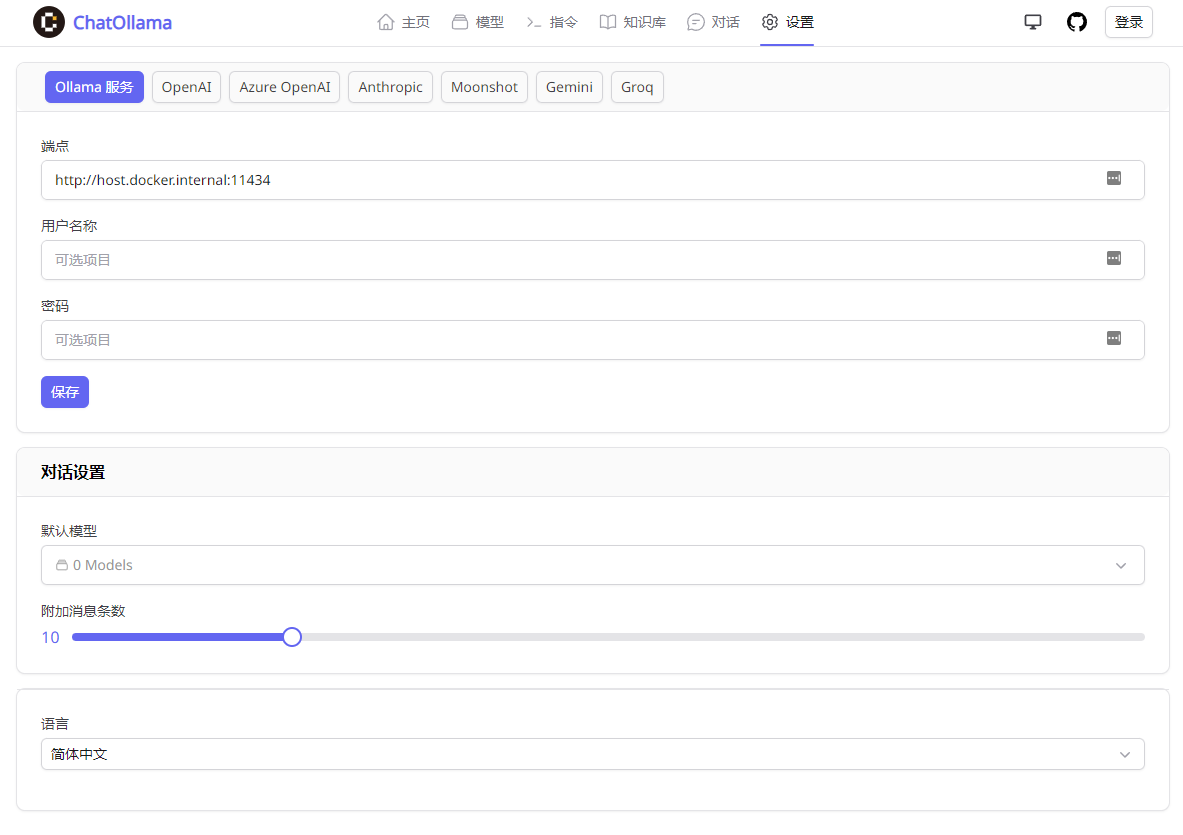 ChatOllama 主页 模型 指令 知识库 对话 设置 登录
Ollama 服务 OpenAI Azure OpenAI Anthropic Moonshot Gemini Groq
端点
http://host.docker.internal:11434
用户名称
可选项目
密码
可选项目
保存
对话设置
默认模型
0 Models
附加消息条数
10
语言
简体中文